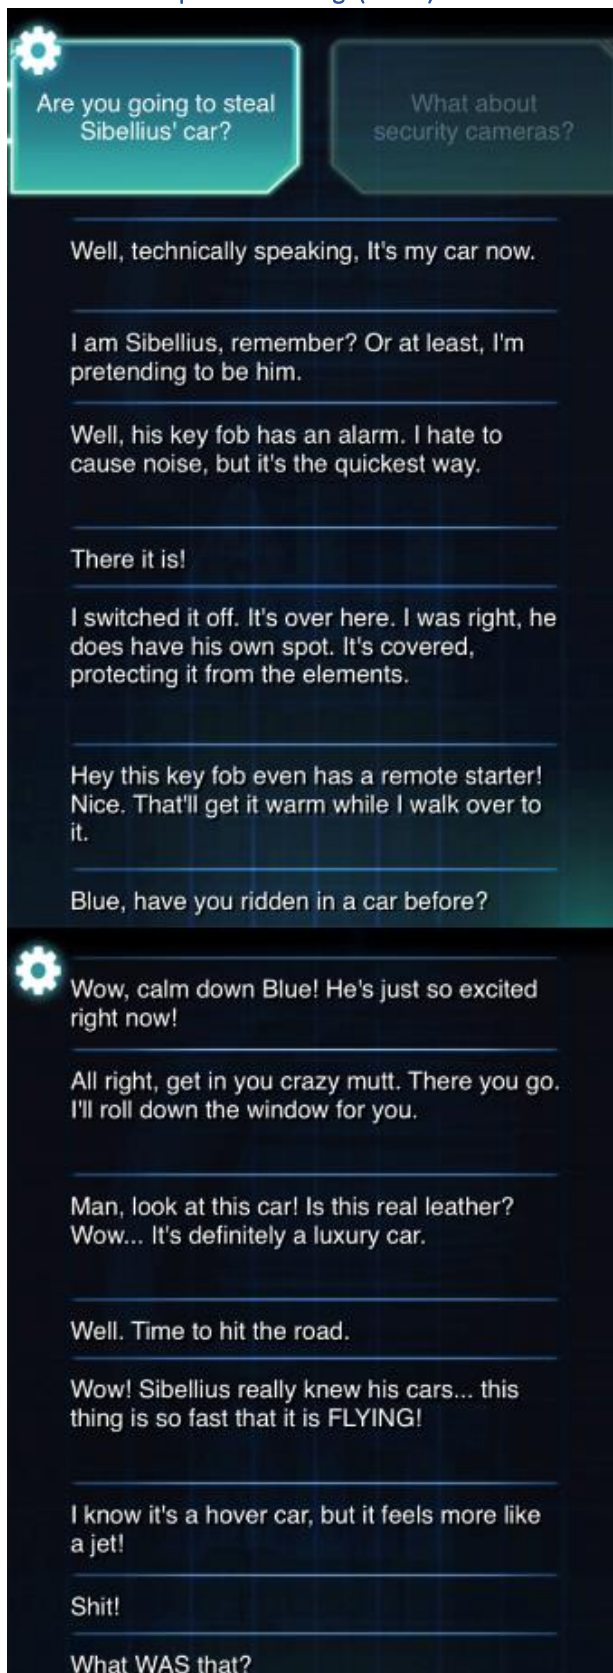 Are you going to steal
Sibellius' car?
What about
security cameras?
Well, technically speaking, It's my car now.
I am Sibellius, remember? Or at least, I'm
pretending to be him.
Well, his key fob has an alarm. I hate to
cause noise, but it's the quickest way.
There it is!
I switched it off. It's over here. I was right, he
does have his own spot. It's covered,
protecting it from the elements.
Hey this key fob even has a remote starter!
Nice. That'll get it warm while I walk over to
it.
Blue, have you ridden in a car before?
Wow, calm down Blue! He's just so excited
right now!
All right, get in you crazy mutt. There you go.
I'll roll down the window for you.
Man, look at this car! Is this real leather?
Wow... It's definitely a luxury car.
Well. Time to hit the road.
Wow! Sibellius really knew his cars... this
thing is so fast that it is FLYING!
I know it's a hover car, but it feels more like
a jet!
Shit!
What WAS that?